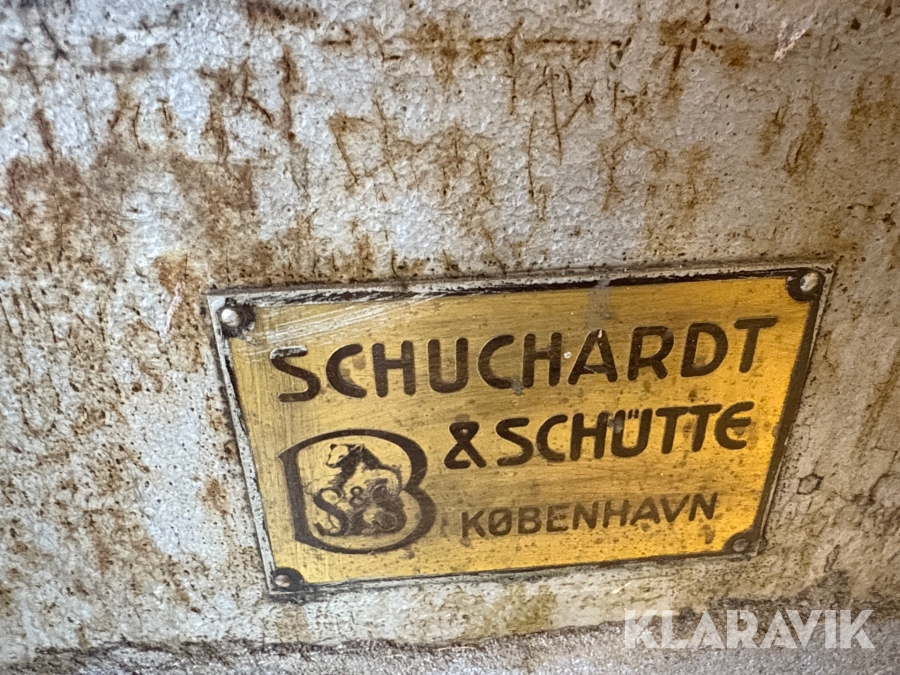 SCHUCHARDT
& SCHÜTTE
S&S
KØBENHAVN
KLARAVIK